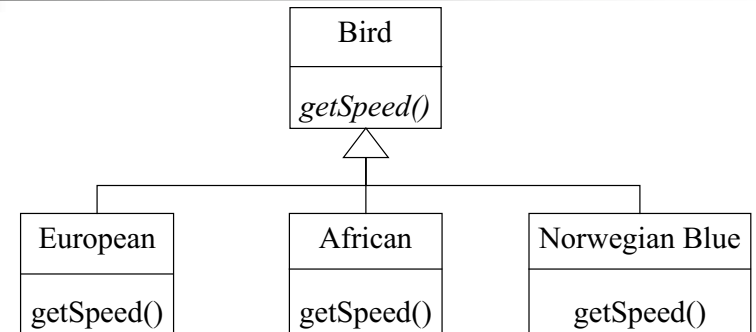 Bird
getSpeed()
European
African
Norwegian Blue
getSpeed()
getSpeed()
getSpeed()